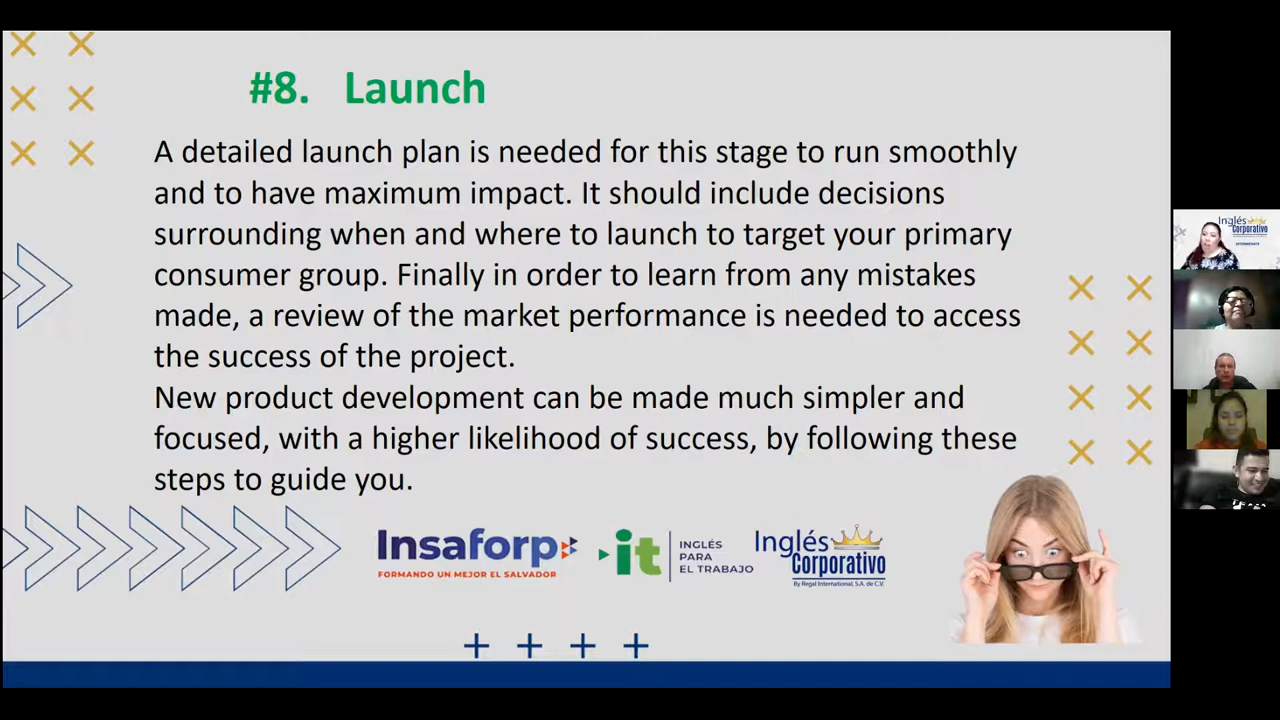 #8. Launch
A detailed launch plan is needed for this stage to run smoothly
and to have maximum impact. It should include decisions
surrounding when and where to launch to target your primary
consumer group. Finally in order to learn from any mistakes
made, a review of the market performance is needed to access
the success of the project.
New product development can be made much simpler and
focused, with a higher likelihood of success, by following these
steps to guide you.
Insaforp
FORMANDO UN MEJOR EL SALVADOR
it
INGLÉS
PARA
EL TRABAJO
Inglés
Corporativo
By Regal International, S.A. de C.V.
Inglés
Corporativo